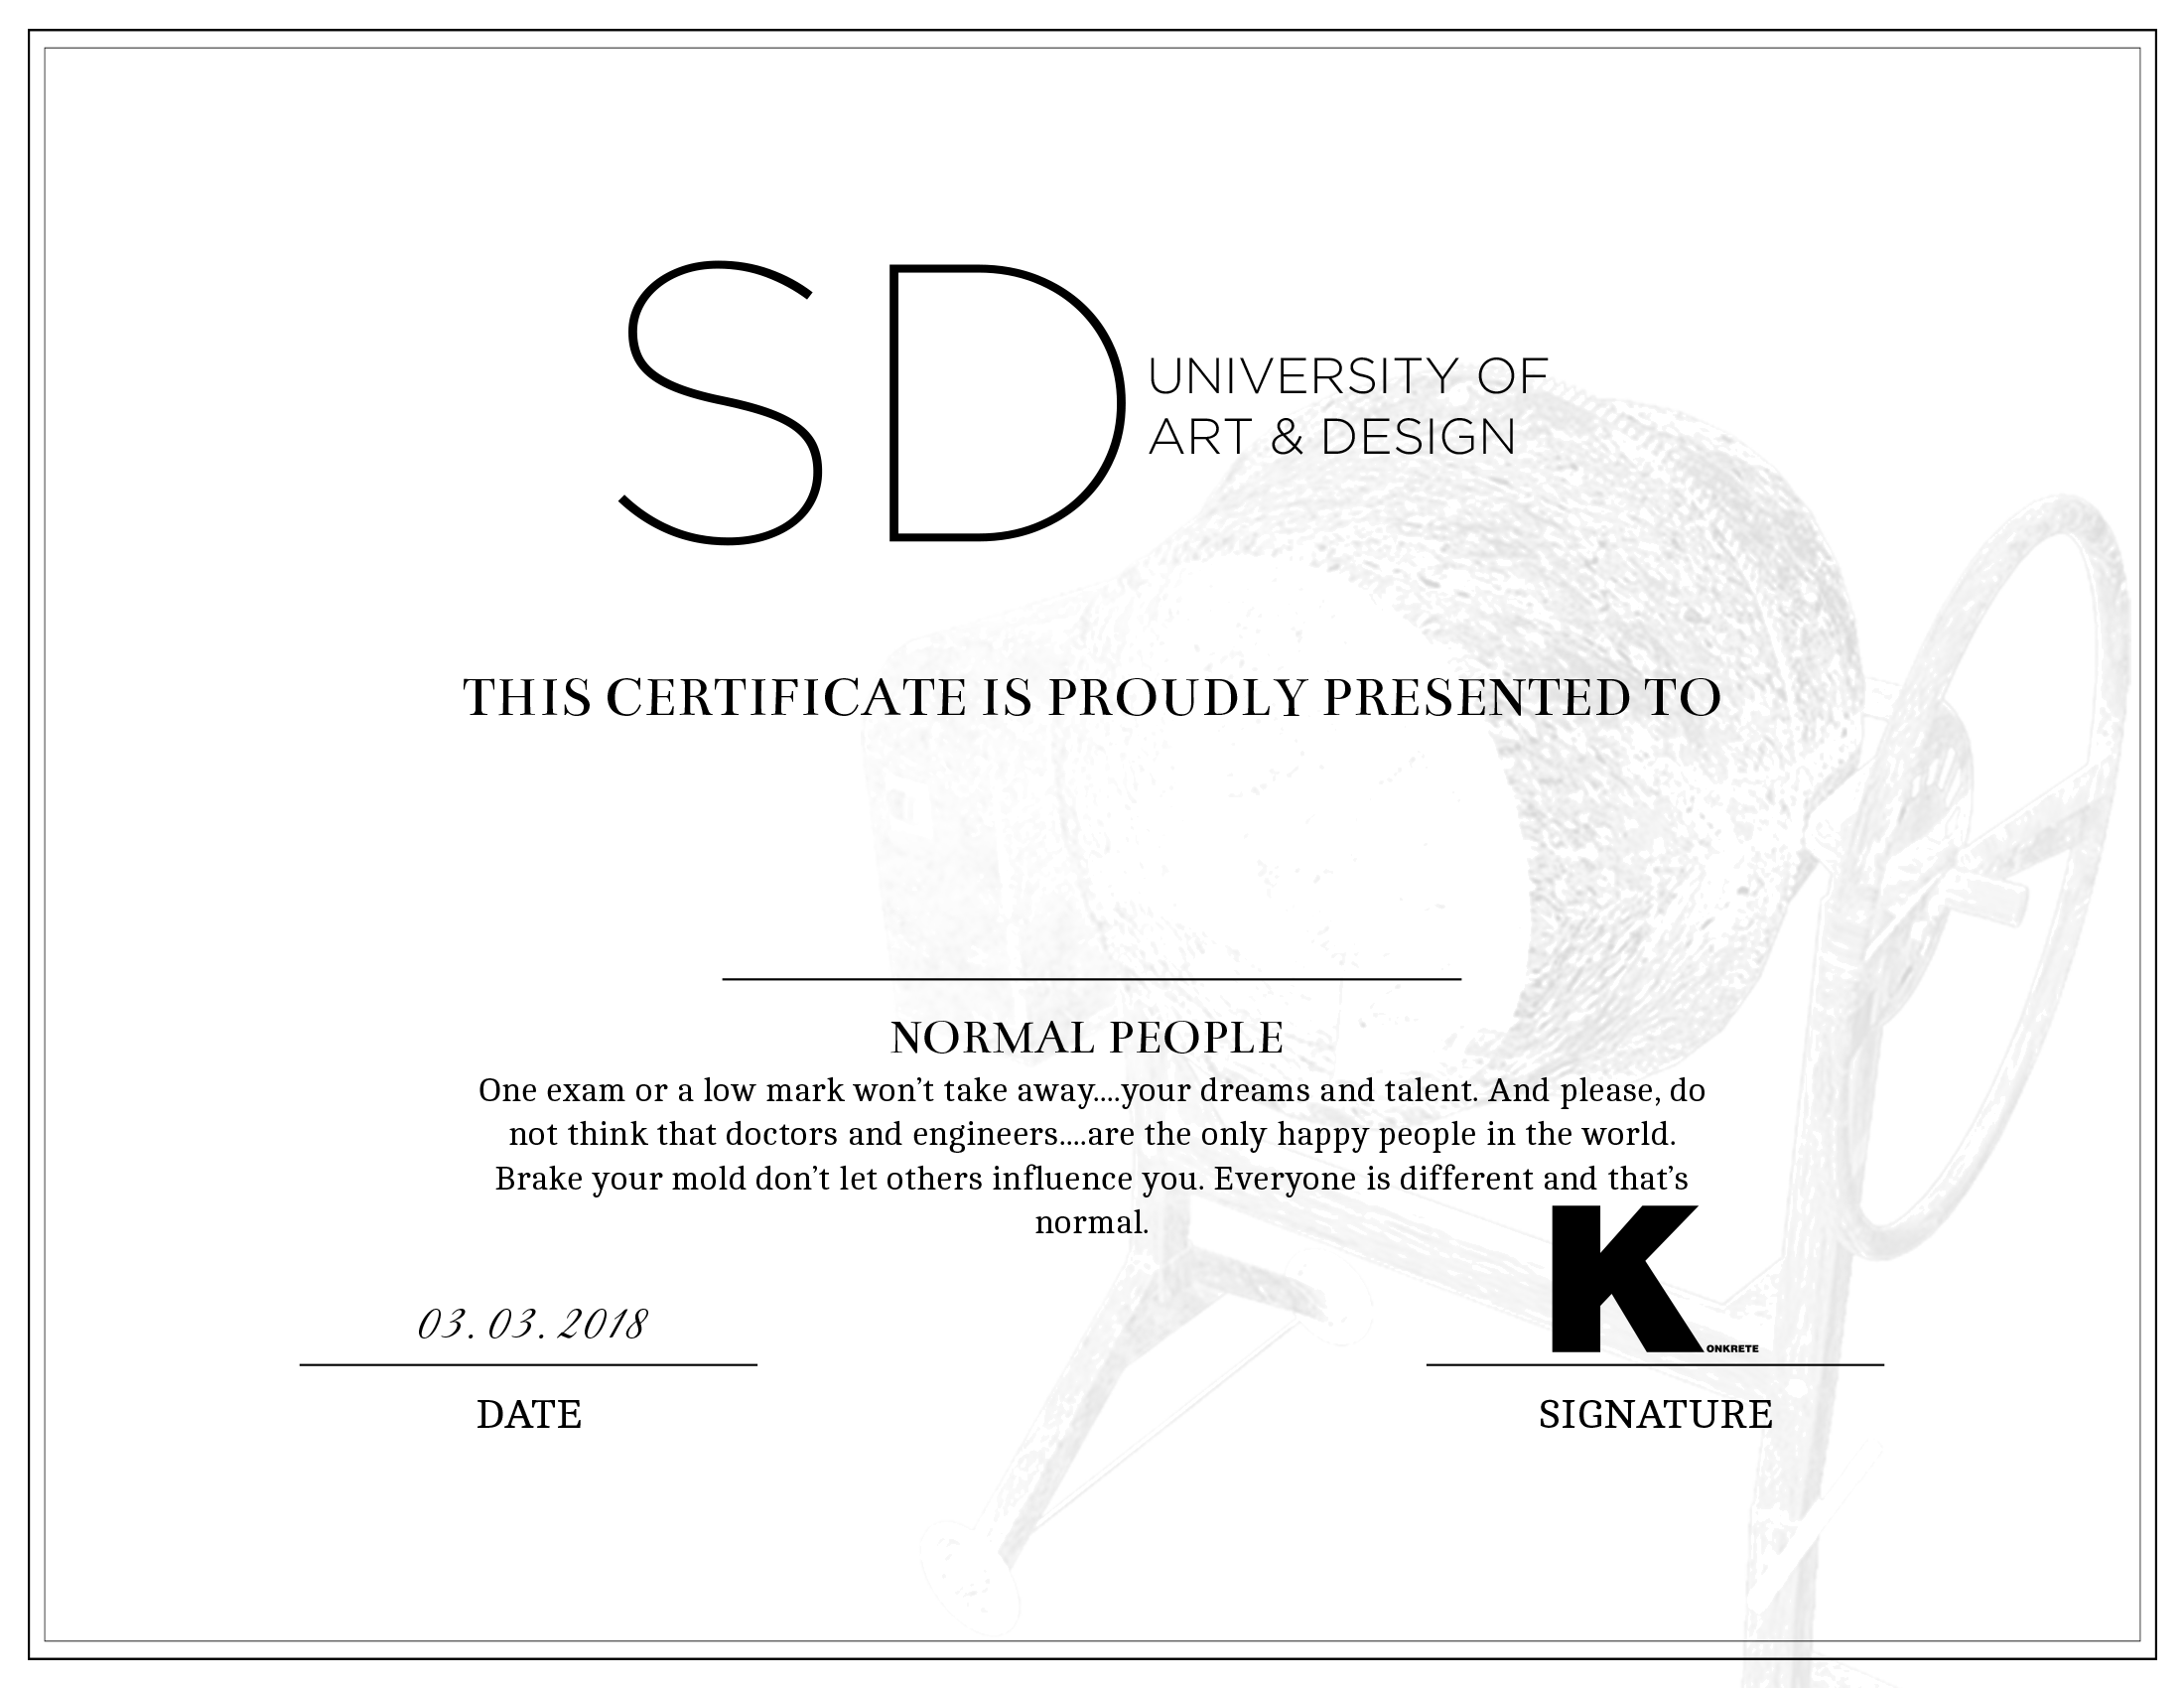 SD
UNIVERSITY OF
ART & DESIGN
THIS CERTIFICATE IS PROUDLY PRESENTED TO
NORMAL PEOPLE
One exam or a low mark won’t take away....your dreams and talent. And please, do
not think that doctors and engineers....are the only happy people in the world.
Brake your mold don’t let others influence you. Everyone is different and that’s
normal.
03. 03. 2018
KONKRETE
DATE
SIGNATURE